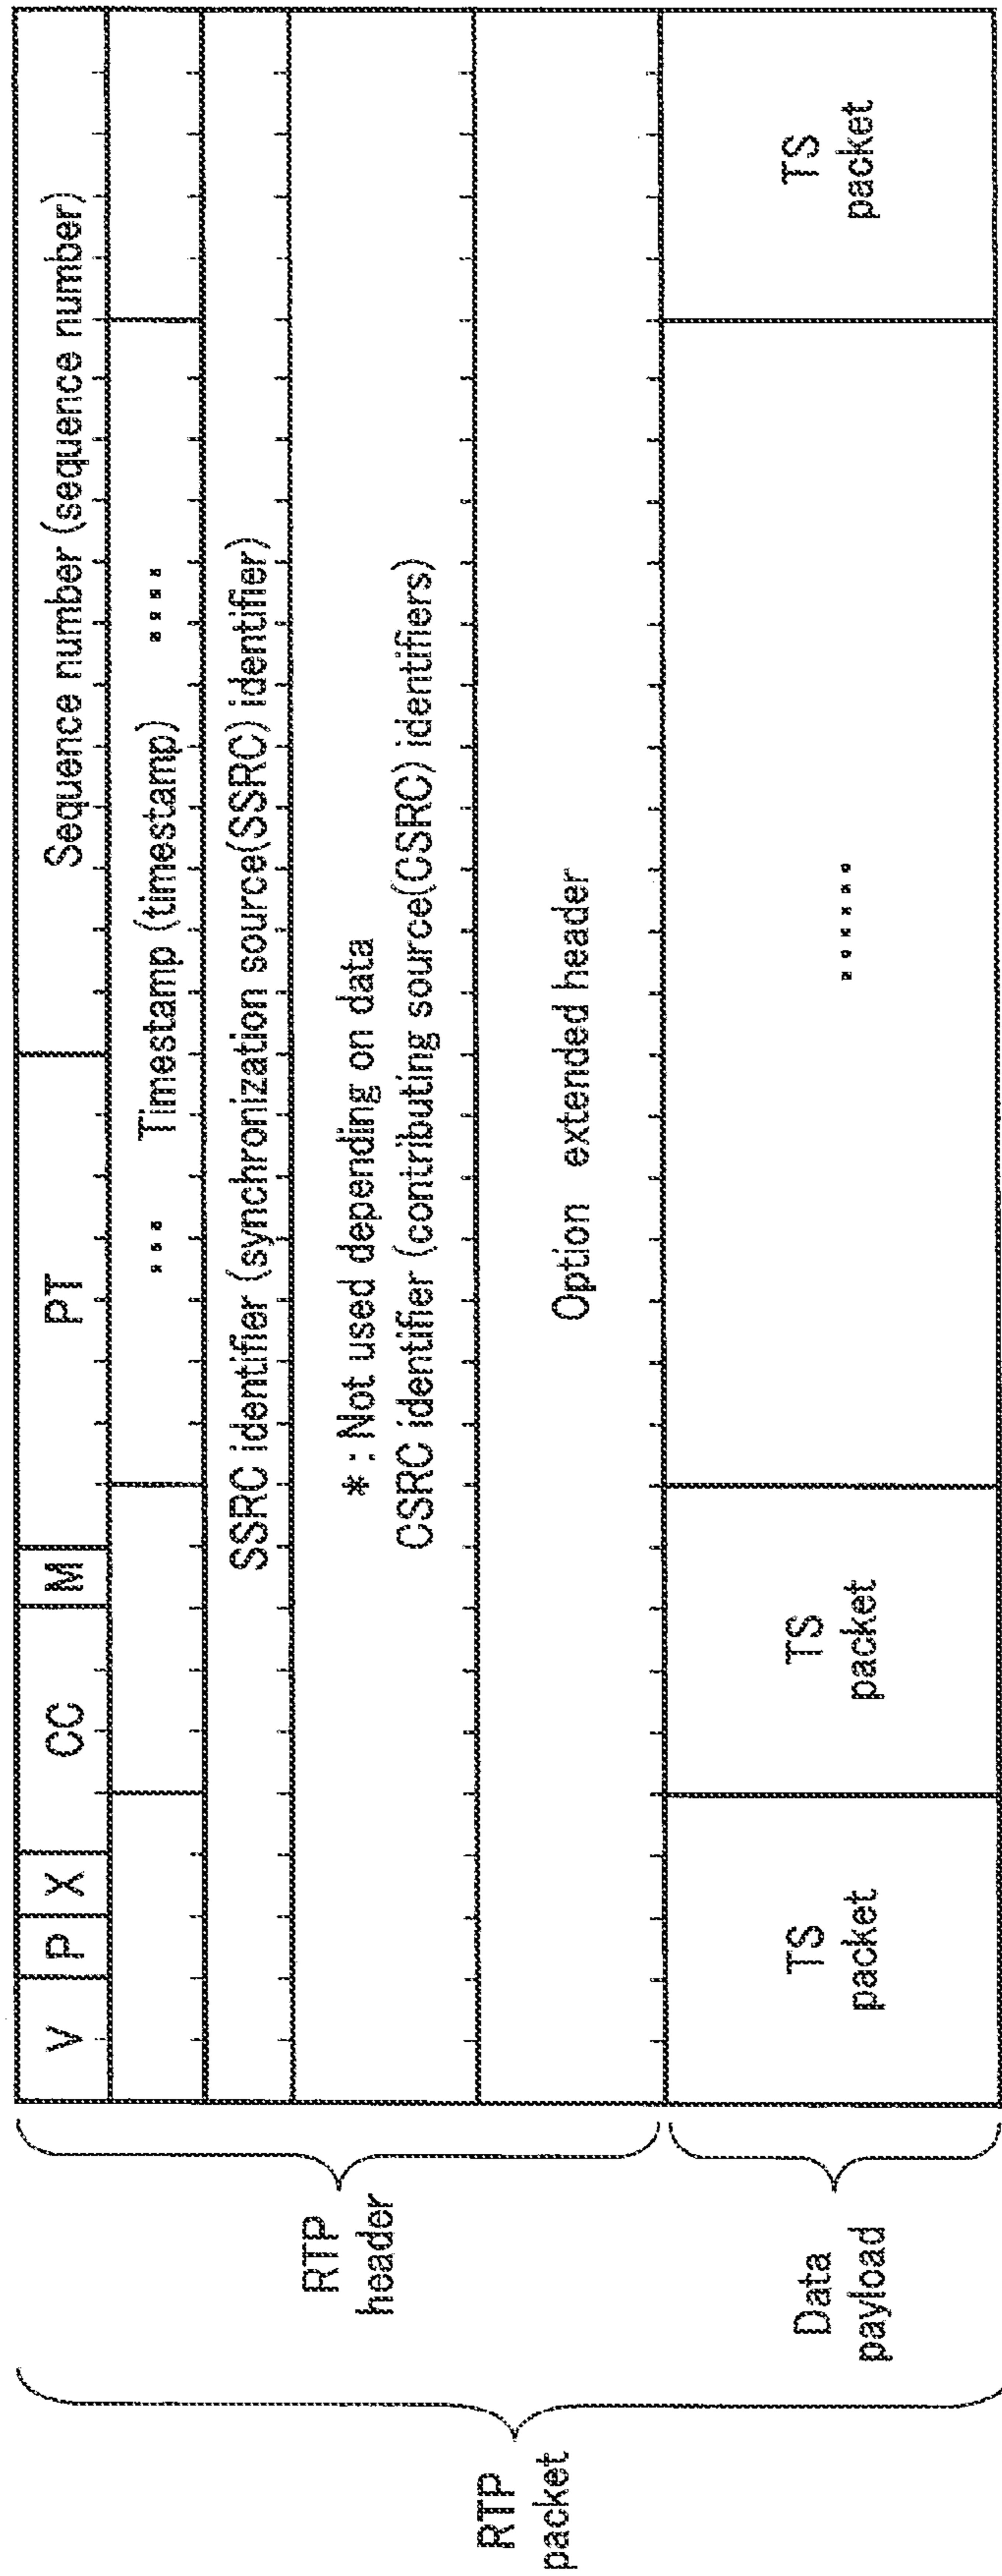 V P X CC M PT Sequence number (sequence number)
▪▪▪ Timestamp (timestamp) ▪▪▪▪
SSRC identifier (synchronization source(SSRC) identifier)
* : Not used depending on data
CSRC identifier (contributing source(CSRC) identifiers)
Option extended header
TS
packet
TS
packet
▪▪▪▪▪▪
TS
packet
RTP
header
Data
payload
RTP
packet